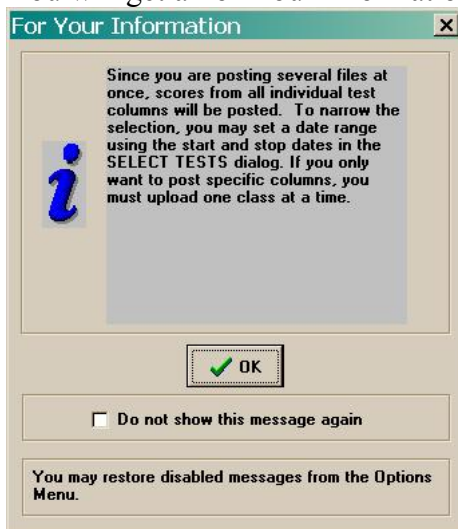 For Your Information
Since you are posting several files at
once, scores from all individual test
columns will be posted. To narrow the
selection, you may set a date range
using the start and stop dates in the
SELECT TESTS dialog. If you only
want to post specific columns, you
must upload one class at a time.
OK
Do not show this message again
You may restore disabled messages from the Options
Menu.